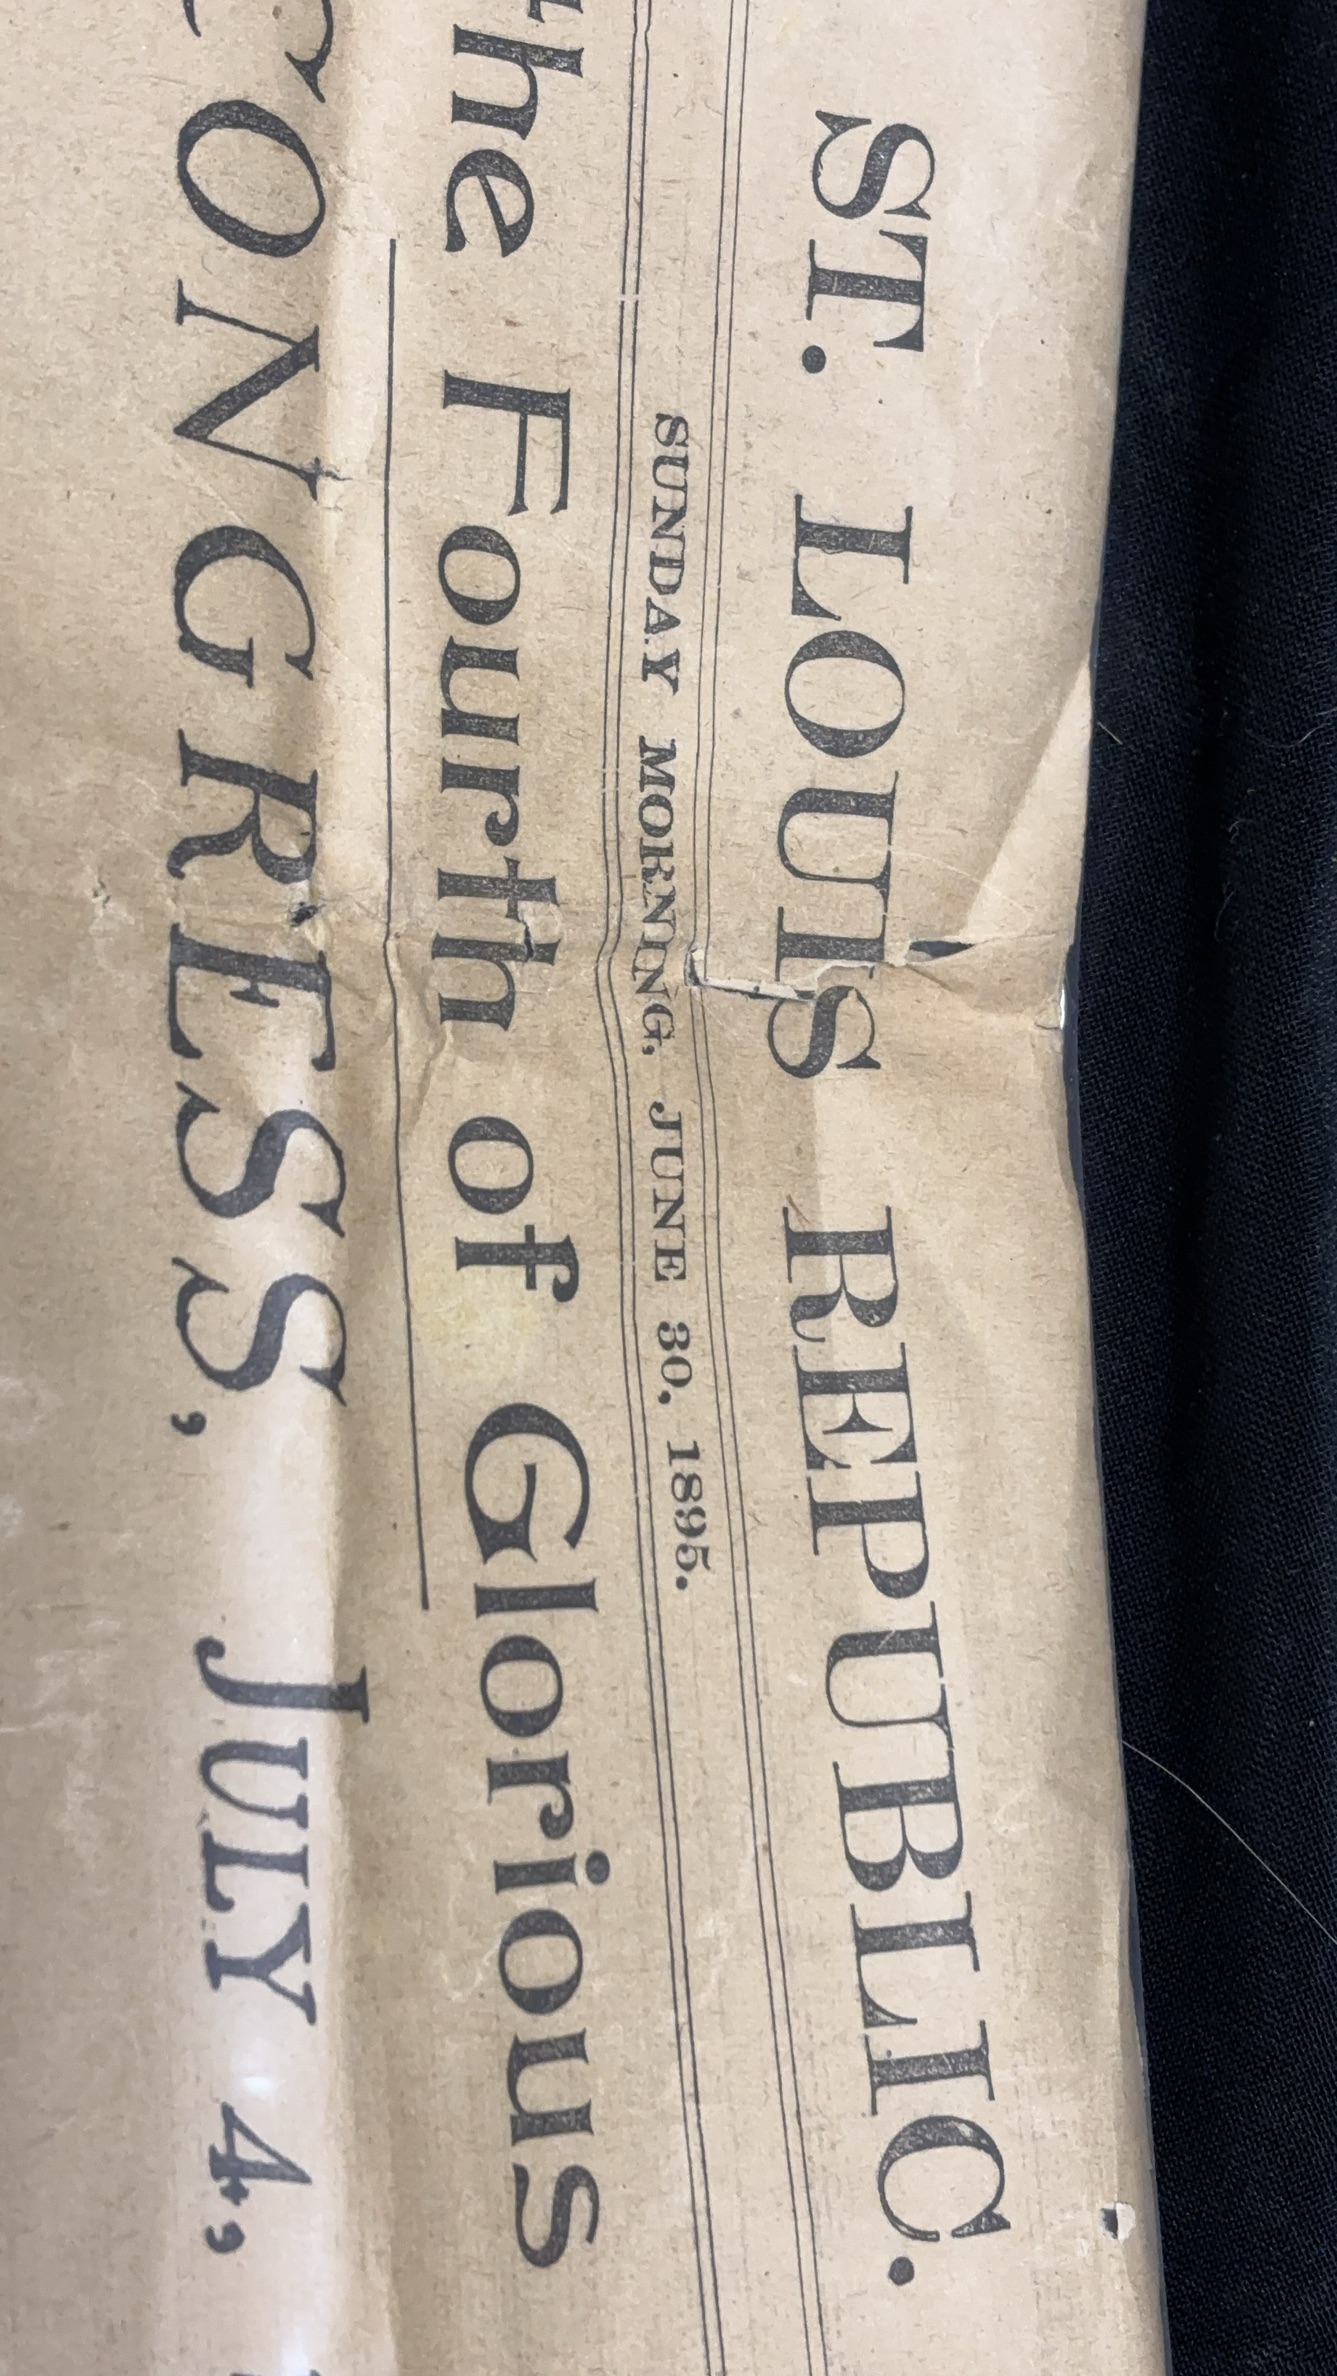 ST. LOUIS REPUBLIC.
SUNDAY MORNING, JUNE 30, 1895.
the Fourth of Glorious
CONGRESS, JULY 4,